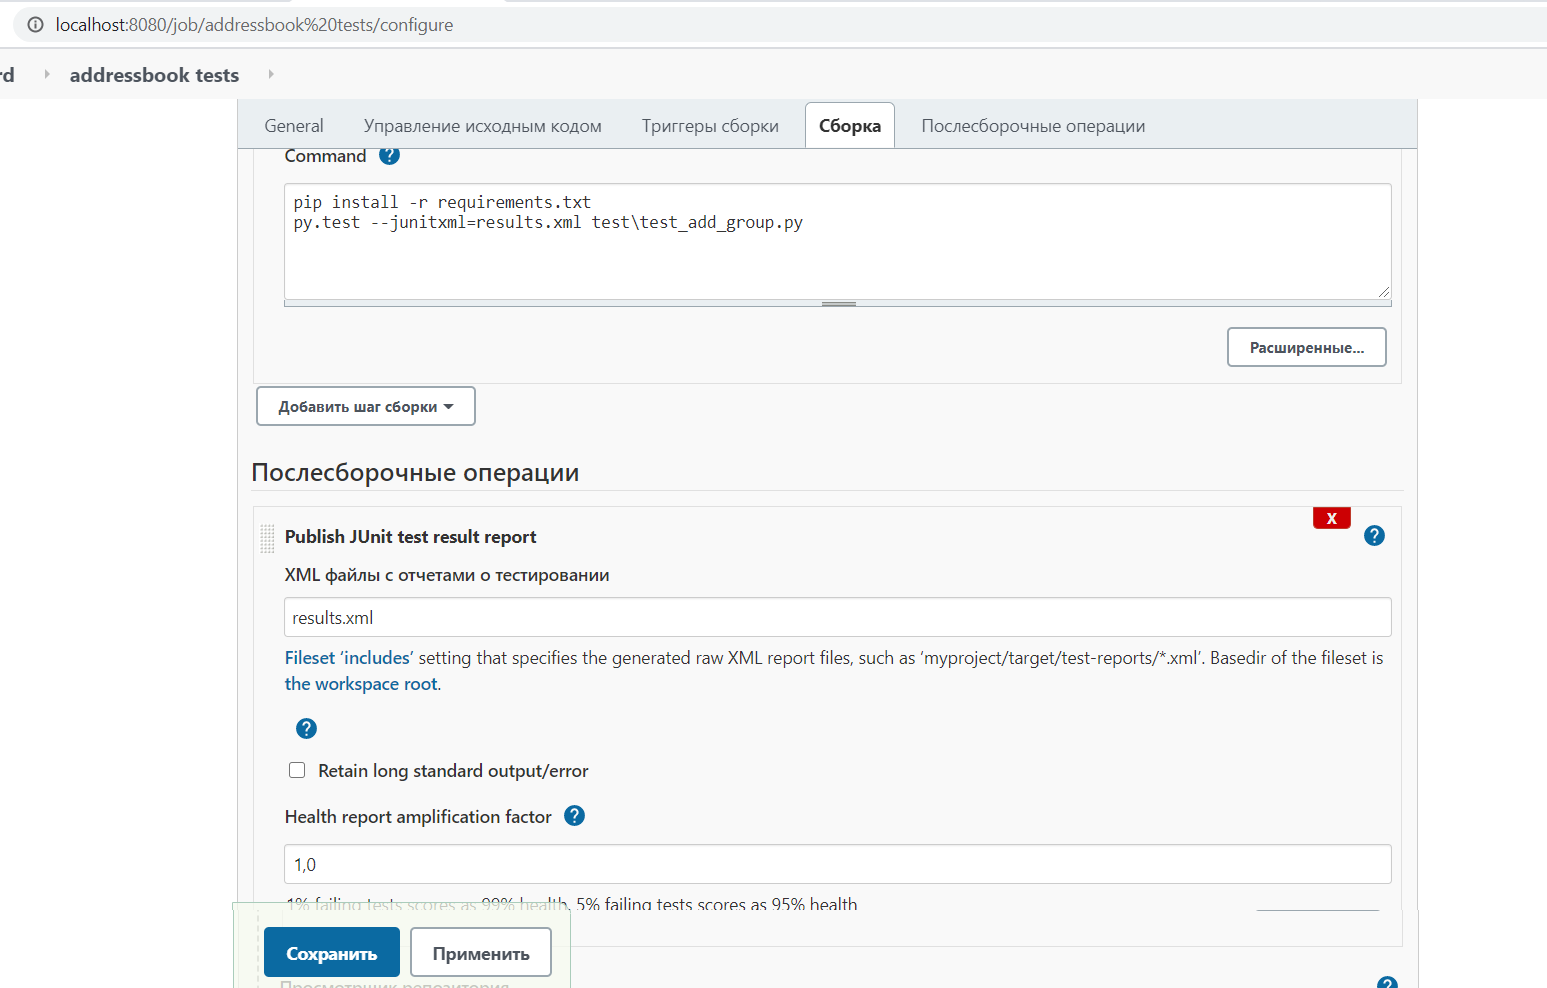 localhost:8080/job/addressbook%20tests/configure
rd addressbook tests
General Управление исходным кодом Триггеры сборки Сборка Послесборочные операции
Command ?
pip install -r requirements.txt
py.test --junitxml=results.xml test\test_add_group.py
Расширенные...
Добавить шаг сборки
Послесборочные операции
X
Publish JUnit test result report ?
XML файлы с отчетами о тестировании
results.xml
Fileset ‘includes’ setting that specifies the generated raw XML report files, such as ‘myproject/target/test-reports/*.xml’. Basedir of the fileset is
the workspace root.
?
Retain long standard output/error
Health report amplification factor ?
1,0
1% failing tests scores as 99% health. 5% failing tests scores as 95% health
Сохранить Применить
Просмотрщик репозитория ?